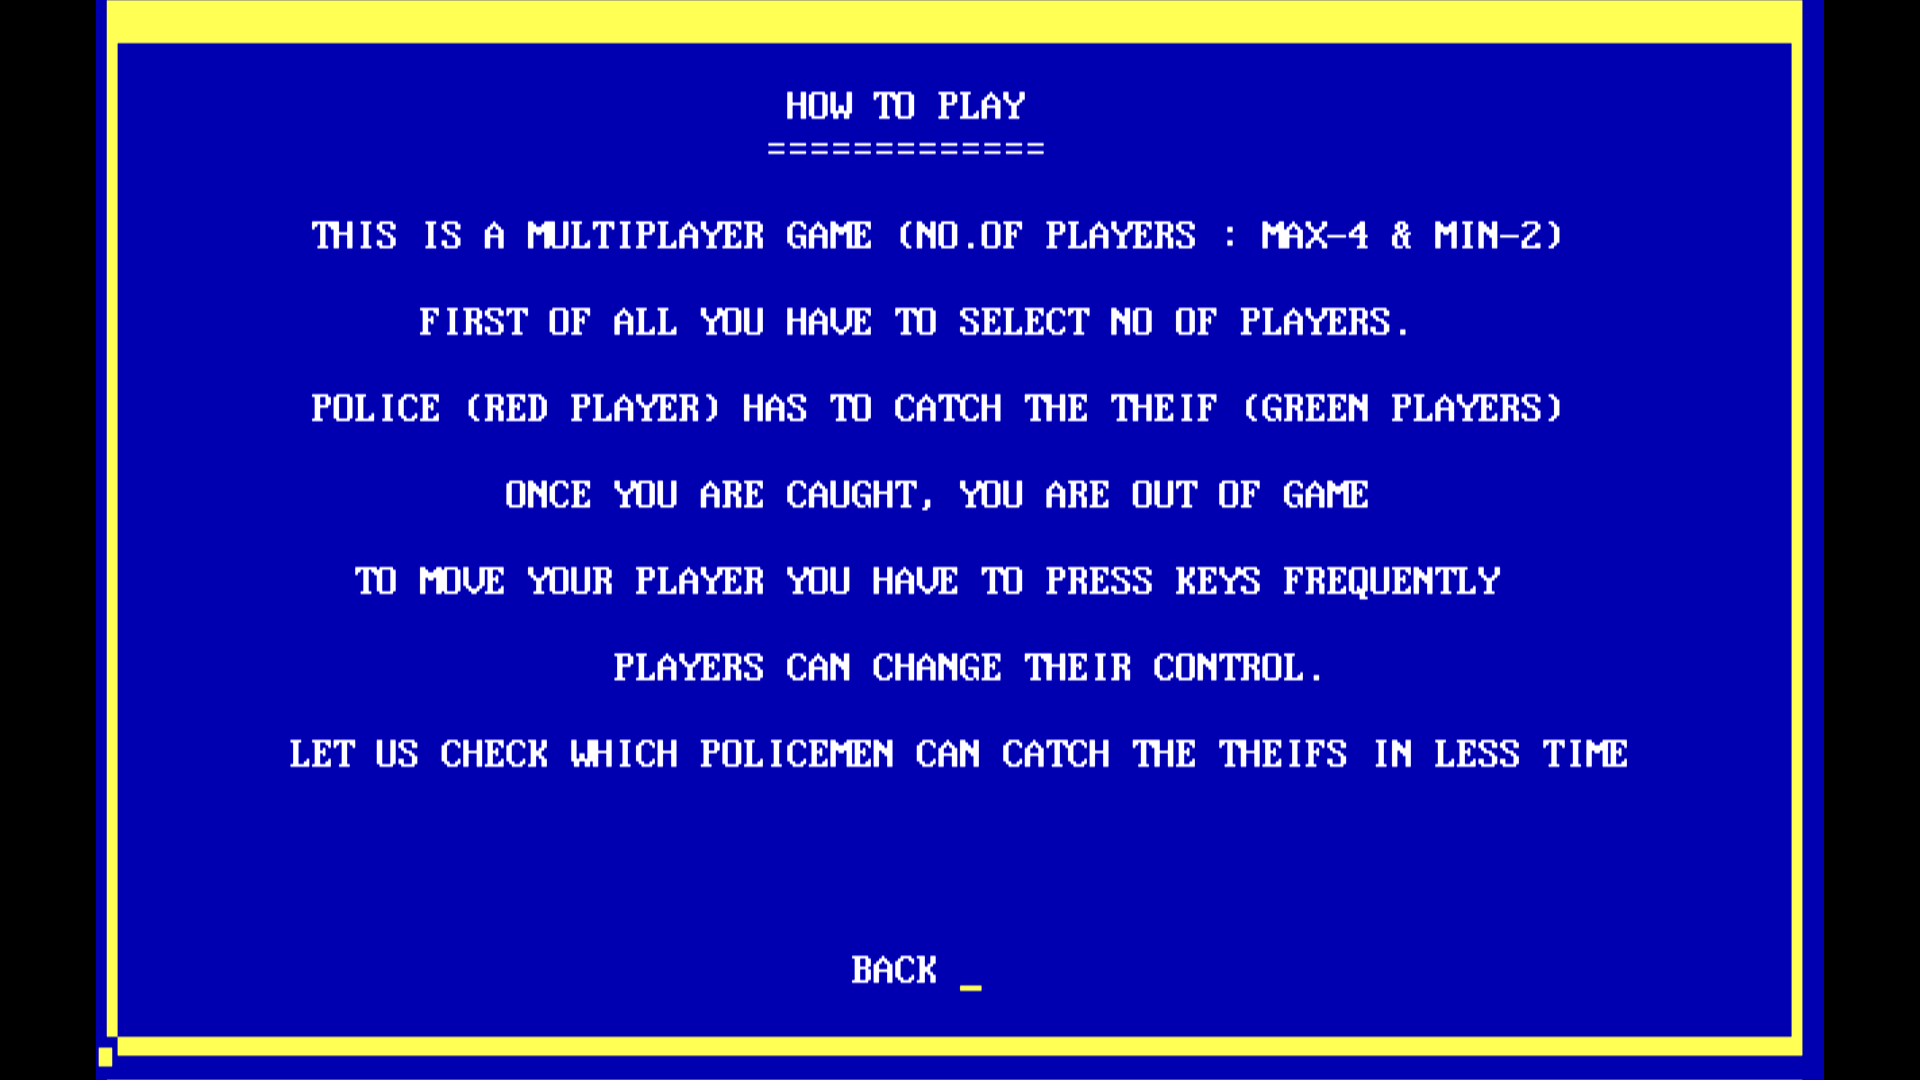 HOW TO PLAY
=============
THIS IS A MULTIPLAYER GAME (NO.OF PLAYERS : MAX-4 & MIN-2)
FIRST OF ALL YOU HAVE TO SELECT NO OF PLAYERS.
POLICE (RED PLAYER) HAS TO CATCH THE THEIF (GREEN PLAYERS)
ONCE YOU ARE CAUGHT, YOU ARE OUT OF GAME
TO MOVE YOUR PLAYER YOU HAVE TO PRESS KEYS FREQUENTLY
PLAYERS CAN CHANGE THEIR CONTROL.
LET US CHECK WHICH POLICEMEN CAN CATCH THE THEIFS IN LESS TIME
BACK _